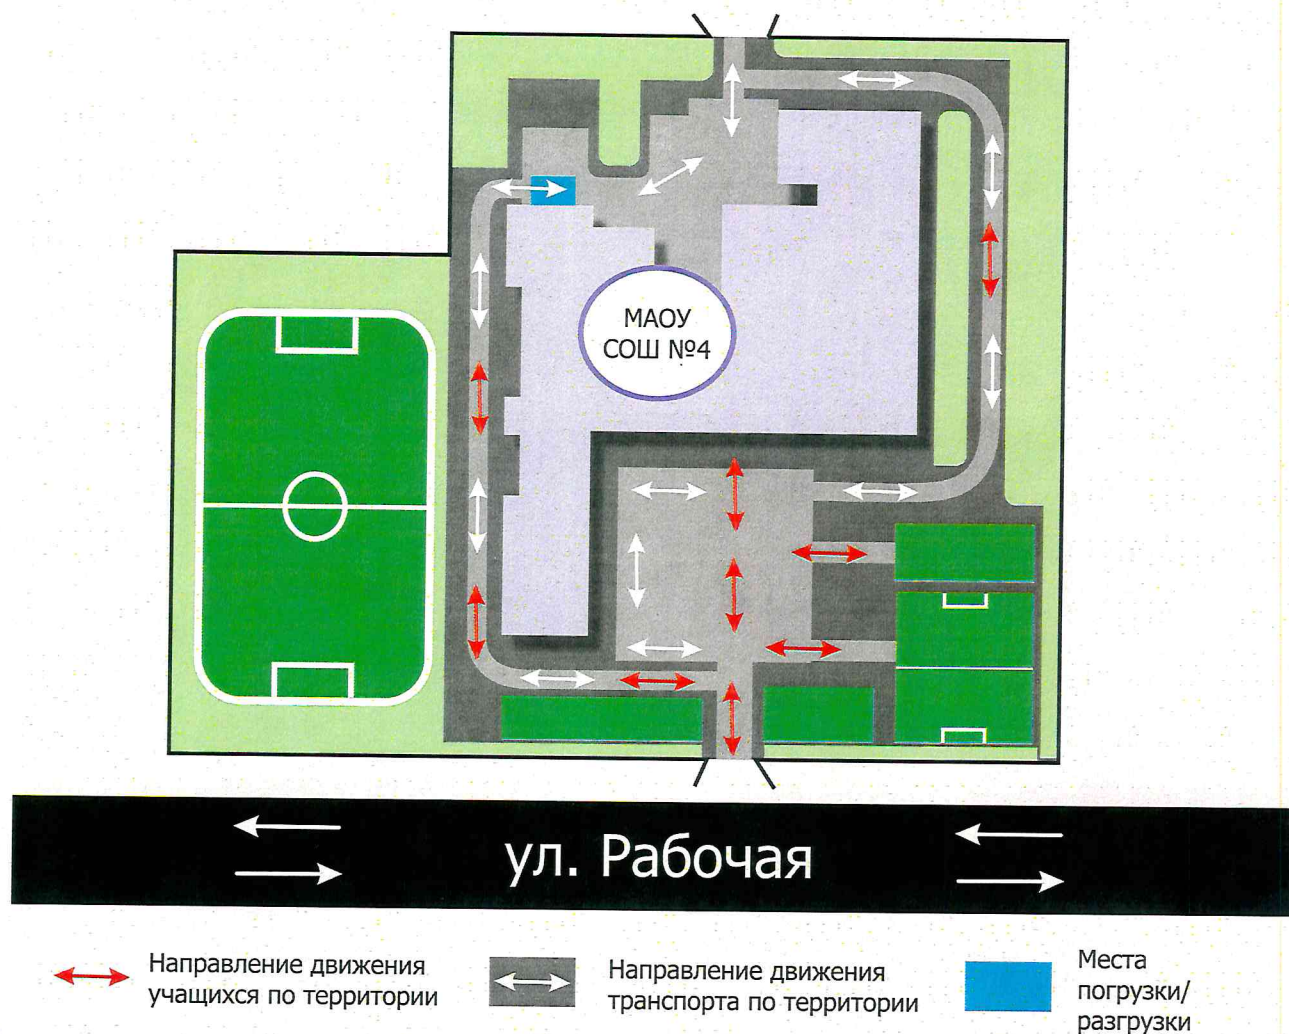 МАОУ
СОШ №4
ул. Рабочая
Направление движения
учащихся по территории
Направление движения
транспорта по территории
Места
погрузки/
разгрузки